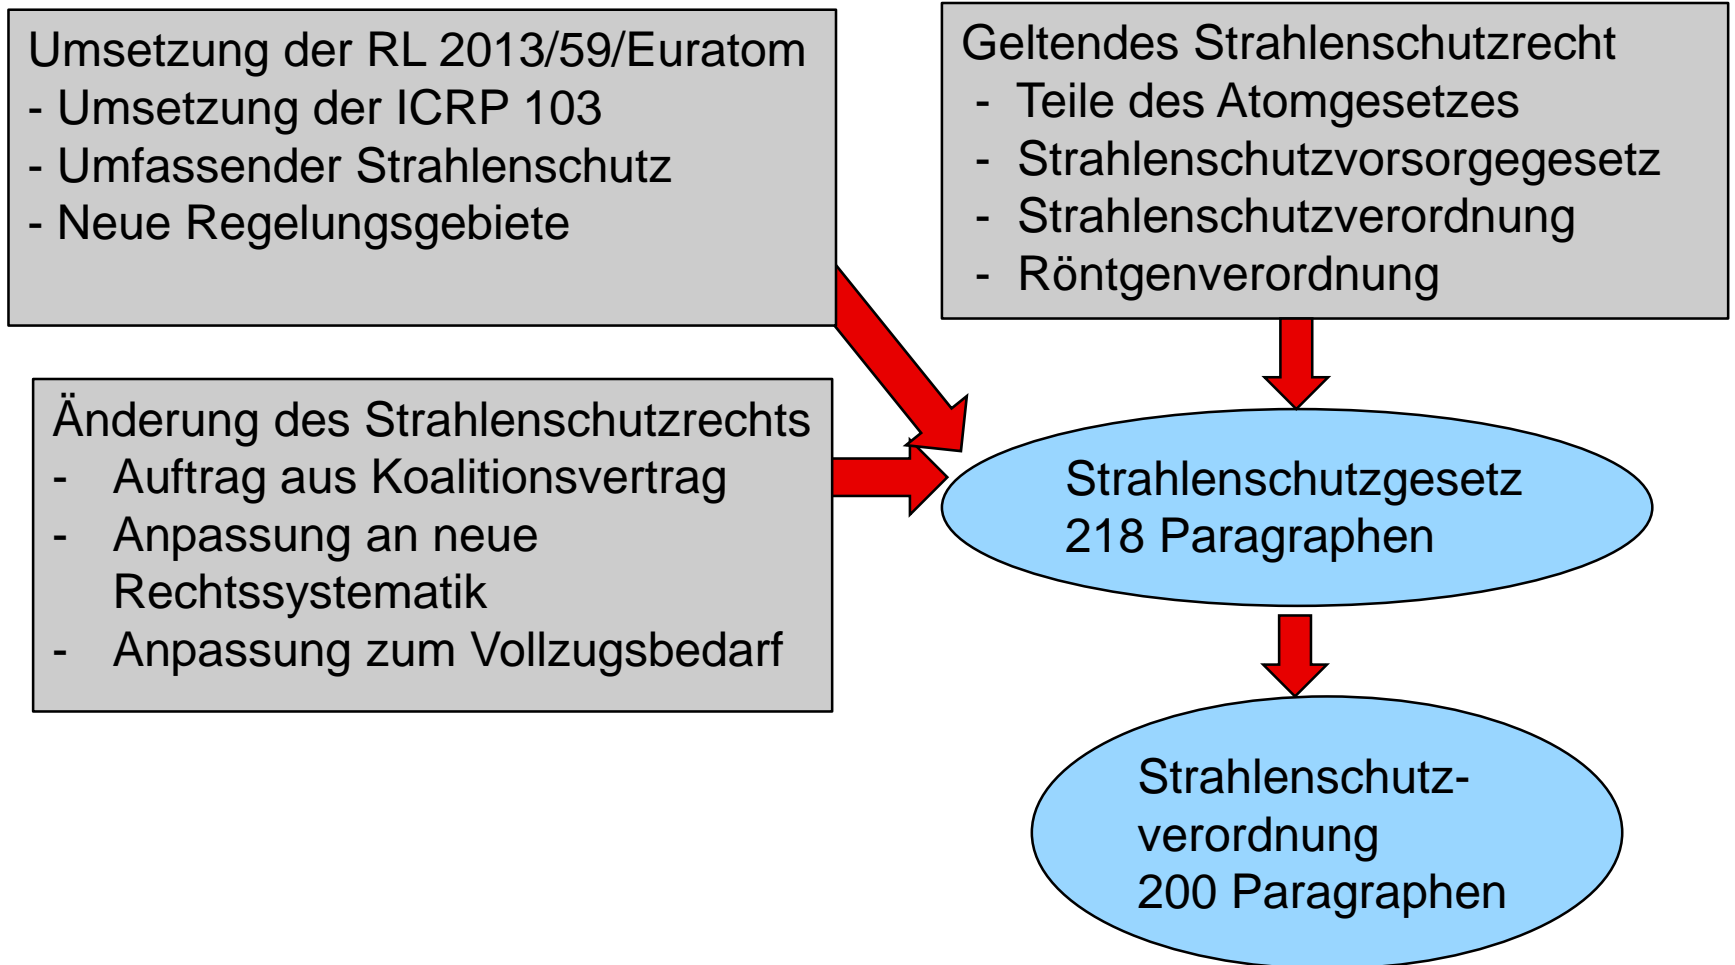 Umsetzung der RL 2013/59/Euratom
- Umsetzung der ICRP 103
- Umfassender Strahlenschutz
- Neue Regelungsgebiete
Geltendes Strahlenschutzrecht
- Teile des Atomgesetzes
- Strahlenschutzvorsorgegesetz
- Strahlenschutzverordnung
- Röntgenverordnung
Änderung des Strahlenschutzrechts
- Auftrag aus Koalitionsvertrag
- Anpassung an neue
Rechtssystematik
- Anpassung zum Vollzugsbedarf
Strahlenschutzgesetz
218 Paragraphen
Strahlenschutz-
verordnung
200 Paragraphen